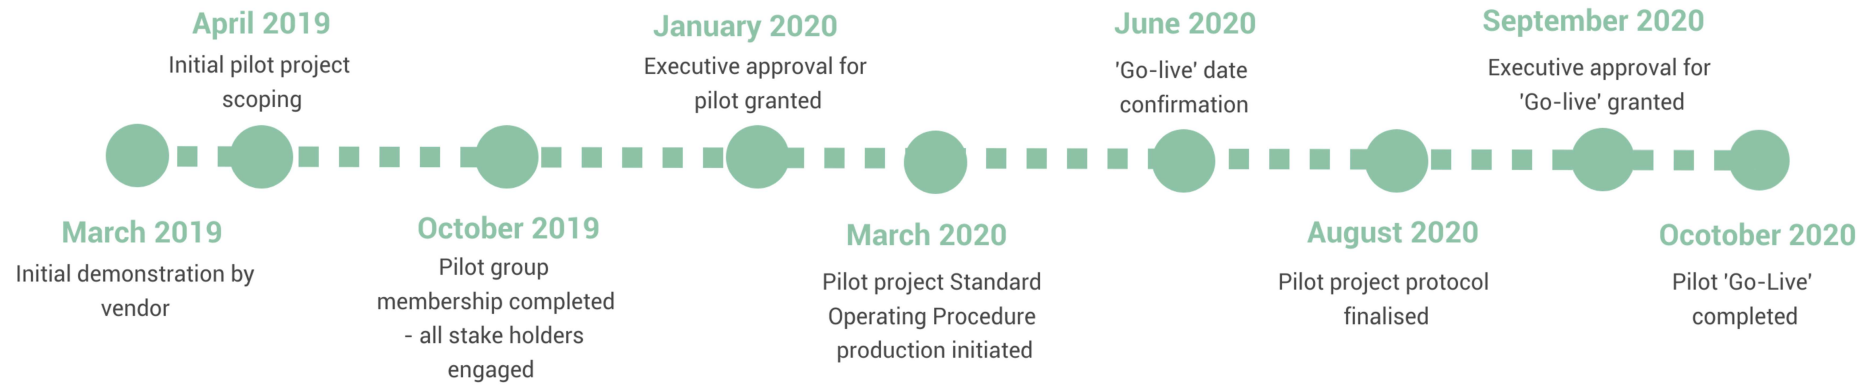 March 2019
Initial demonstration by
vendor
April 2019
Initial pilot project
scoping
October 2019
Pilot group
membership completed
- all stake holders
engaged
January 2020
Executive approval for
pilot granted
March 2020
Pilot project Standard
Operating Procedure
production initiated
June 2020
'Go-live' date
confirmation
August 2020
Pilot project protocol
finalised
September 2020
Executive approval for
'Go-live' granted
Ocotober 2020
Pilot 'Go-Live'
completed